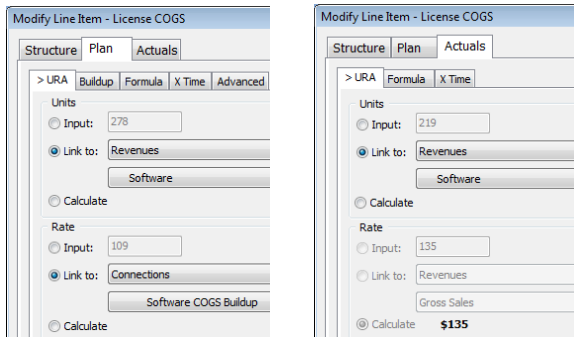 Modify Line Item - License COGS
Structure Plan Actuals
> URA Buildup Formula X Time Advanced
Units
Input: 278
Link to: Revenues
Software
Calculate
Rate
Input: 109
Link to: Connections
Software COGS Buildup
Calculate
Modify Line Item - License COGS
Structure Plan Actuals
> URA Formula X Time
Units
Input: 219
Link to: Revenues
Software
Calculate
Rate
Input: 135
Link to: Revenues
Gross Sales
Calculate $135